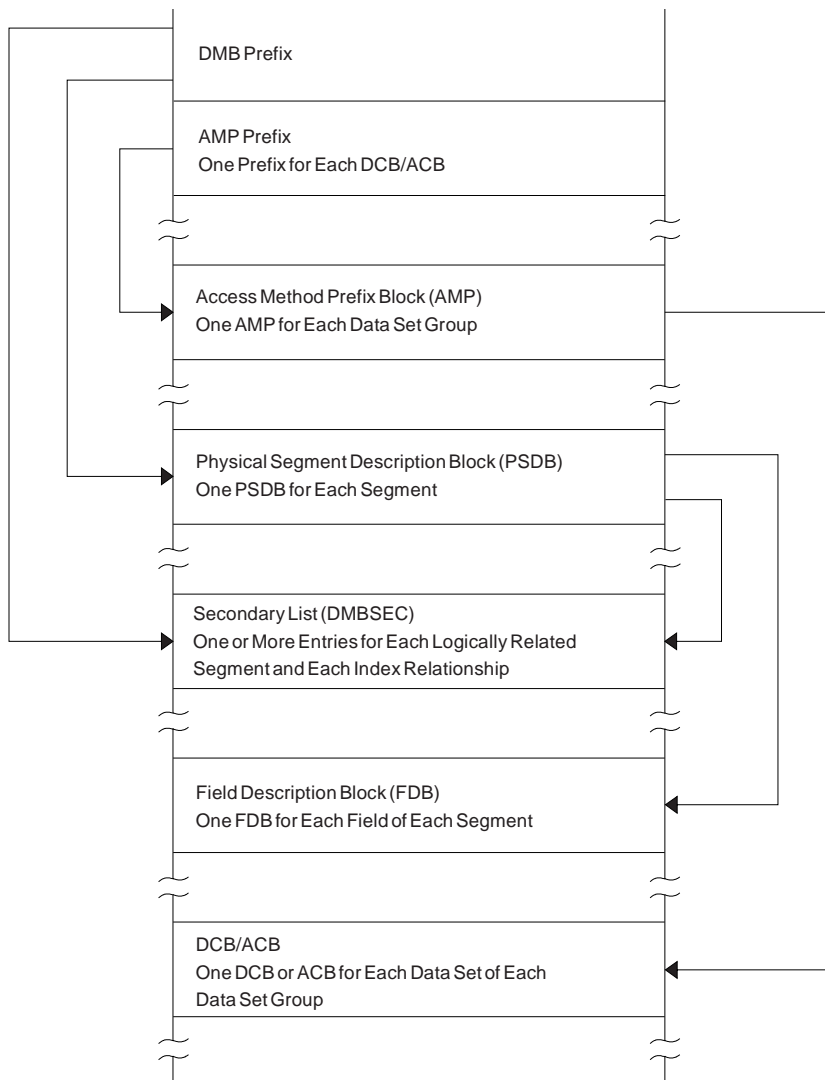 DMB Prefix
AMP Prefix
One Prefix for Each DCB/ACB
Access Method Prefix Block (AMP)
One AMP for Each Data Set Group
Physical Segment Description Block (PSDB)
One PSDB for Each Segment
Secondary List (DMBSEC)
One or More Entries for Each Logically Related
Segment and Each Index Relationship
Field Description Block (FDB)
One FDB for Each Field of Each Segment
DCB/ACB
One DCB or ACB for Each Data Set of Each
Data Set Group